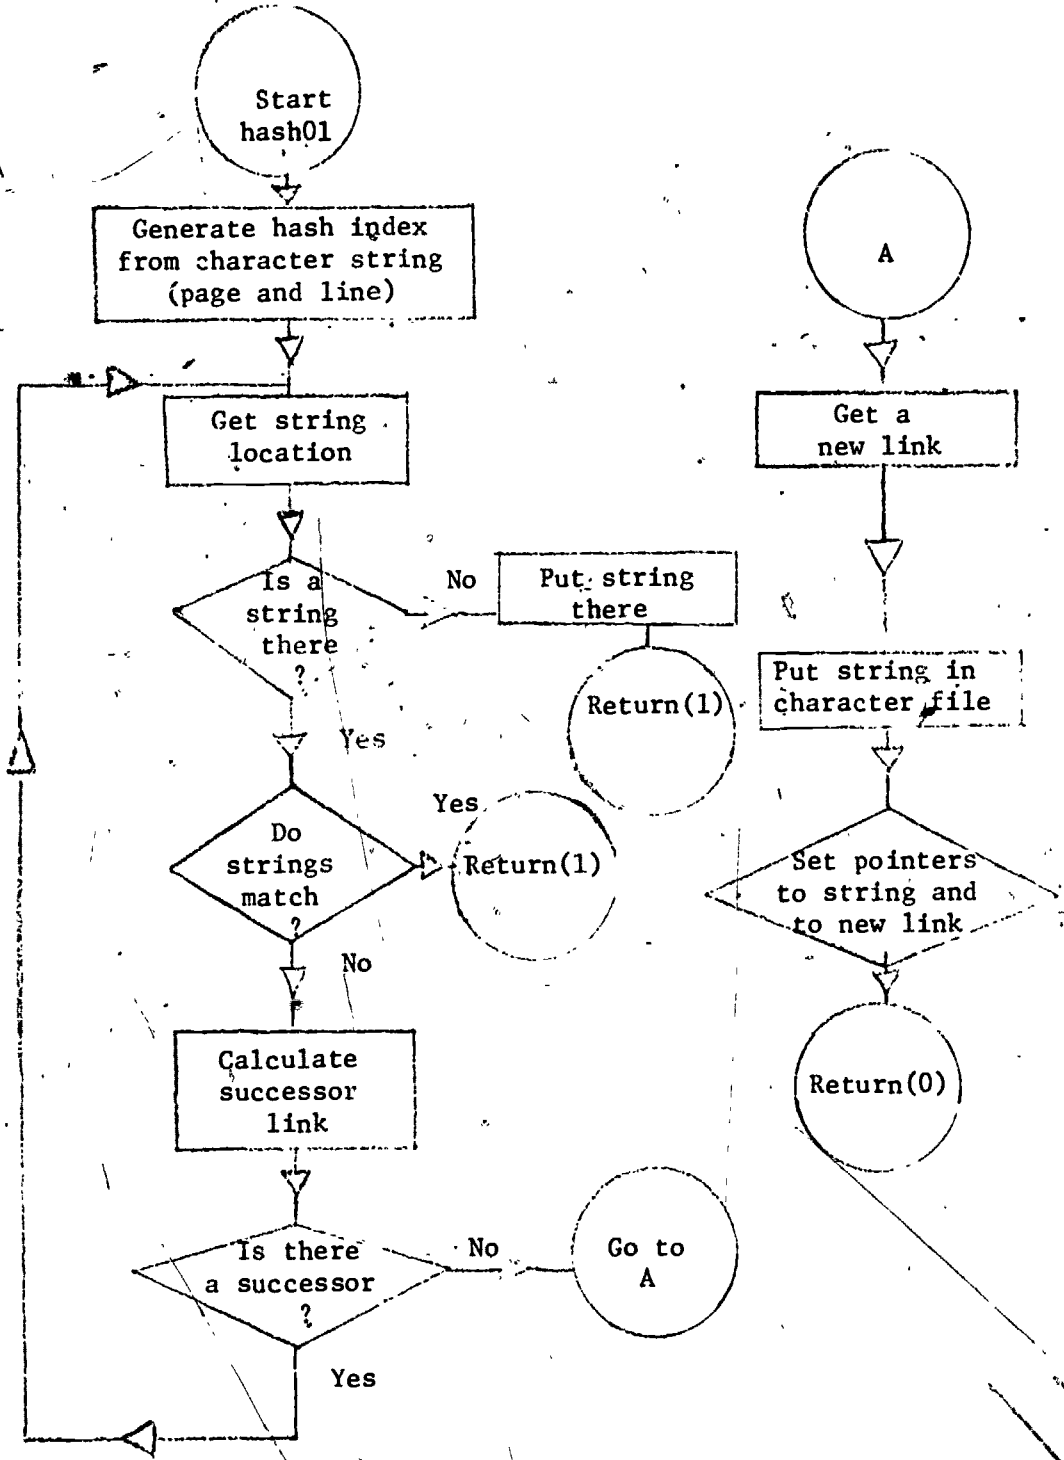 Start
hash01
Generate hash index
from character string
(page and line)
Get string
location
Is a
string
there
?
No
Put string
there
Return(1)
Yes
Do
strings
match
?
Yes
Return(1)
No
Calculate
successor
link
Is there
a successor
?
No
Go to
A
Yes
A
Get a
new link
Put string in
character file
Set pointers
to string and
to new link
Return(0)